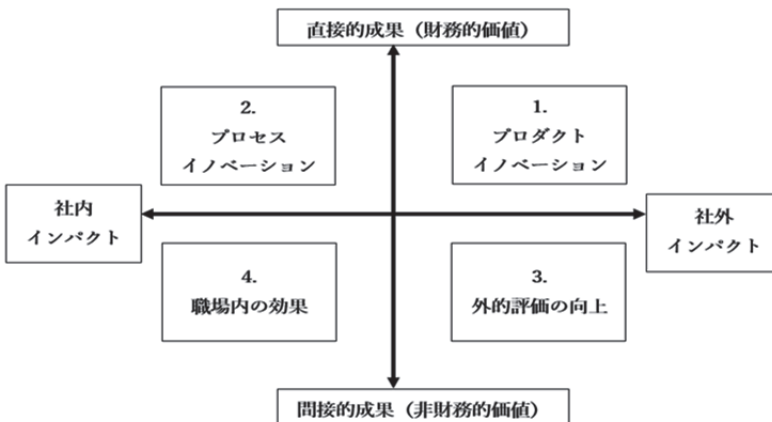 直接的成果（財務的価値）
2.
プロセス
イノベーション
1.
プロダクト
イノベーション
社内
インパクト
社外
インパクト
4.
職場内の効果
3.
外的評価の向上
間接的成果（非財務的価値）